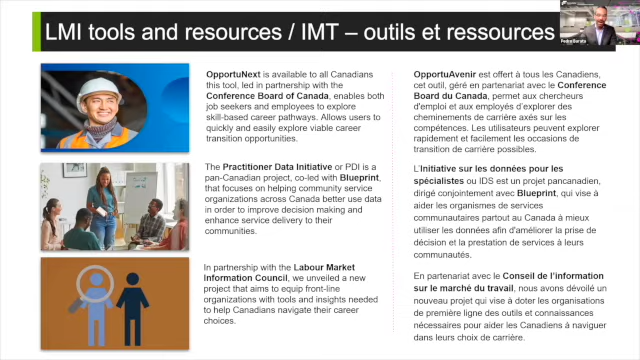 LMI tools and resources / IMT – outils et ressources
OpportuNext is available to all Canadians
this tool, led in partnership with the
Conference Board of Canada, enables both
job seekers and employees to explore
skill-based career pathways. Allows users to
quickly and easily explore viable career
transition opportunities.
The Practitioner Data Initiative or PDI is a
pan-Canadian project, co-led with Blueprint,
that focuses on helping community service
organizations across Canada better use data
in order to improve decision making and
enhance service delivery to their
communities.
In partnership with the Labour Market
Information Council, we unveiled a new
project that aims to equip front-line
organizations with tools and insights needed
to help Canadians navigate their career
choices.
OpportuAvenir est offert à tous les Canadiens,
cet outil, géré en partenariat avec le Conference
Board du Canada, permet aux chercheurs
d'emploi et aux employés d'explorer des
cheminements de carrière axés sur les
compétences. Les utilisateurs peuvent explorer
rapidement et facilement les occasions de
transition de carrière possibles.
L'Initiative sur les données pour les
spécialistes ou IDS est un projet pancanadien,
dirigé conjointement avec Blueprint, qui vise à
aider les organismes de services
communautaires partout au Canada à mieux
utiliser les données afin d'améliorer la prise de
décision et la prestation de services à leurs
communautés.
En partenariat avec le Conseil de l'information
sur le marché du travail, nous avons dévoilé un
nouveau projet qui vise à doter les organisations
de première ligne des outils et connaissances
nécessaires pour aider les Canadiens à naviguer
dans leurs choix de carrière.